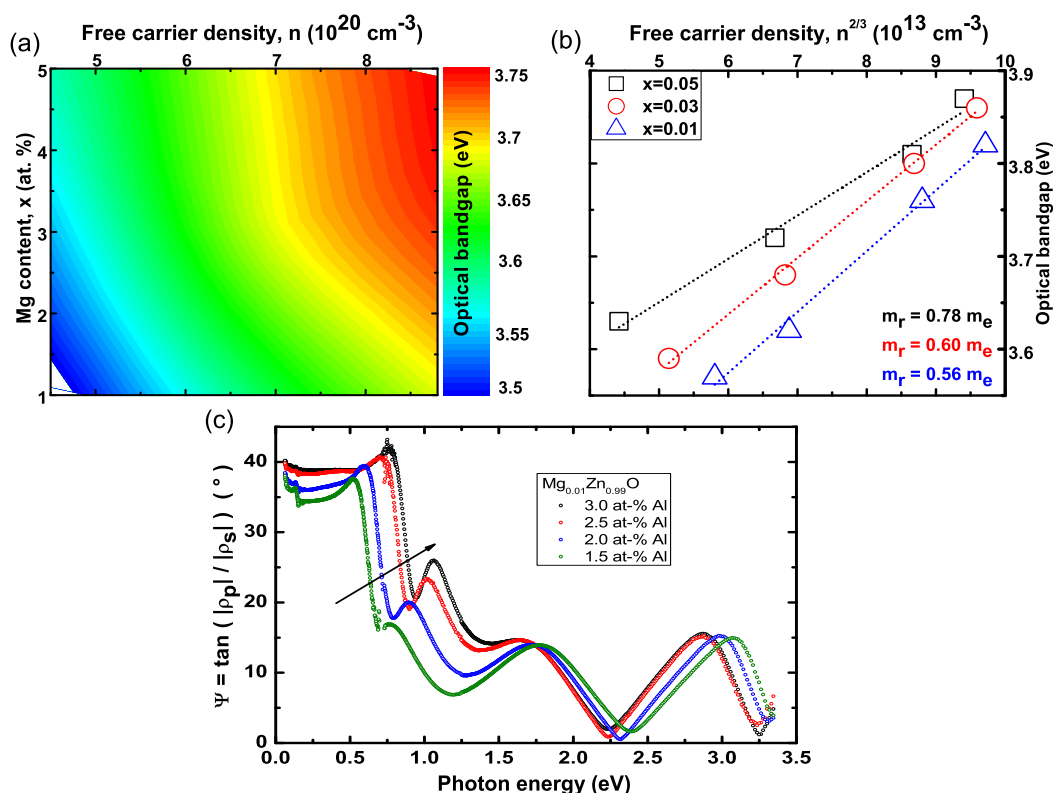 (a)
Free carrier density, n (10^20 cm^-3)
5 6 7 8
5
4
3
2
1
Mg content, x (at. %)
3.75
3.7
3.65
3.6
3.55
3.5
Optical bandgap (eV)
(b)
Free carrier density, n^2/3 (10^13 cm^-3)
4 5 6 7 8 9 10
x=0.05
x=0.03
x=0.01
3.9
3.8
3.7
3.6
Optical bandgap (eV)
m_r = 0.78 m_e
m_r = 0.60 m_e
m_r = 0.56 m_e
(c)
Ψ = tan ( |ρ_p| / |ρ_s| ) ( ° )
40
30
20
10
0
Mg_0.01Zn_0.99O
3.0 at-% Al
2.5 at-% Al
2.0 at-% Al
1.5 at-% Al
0.0 0.5 1.0 1.5 2.0 2.5 3.0 3.5
Photon energy (eV)